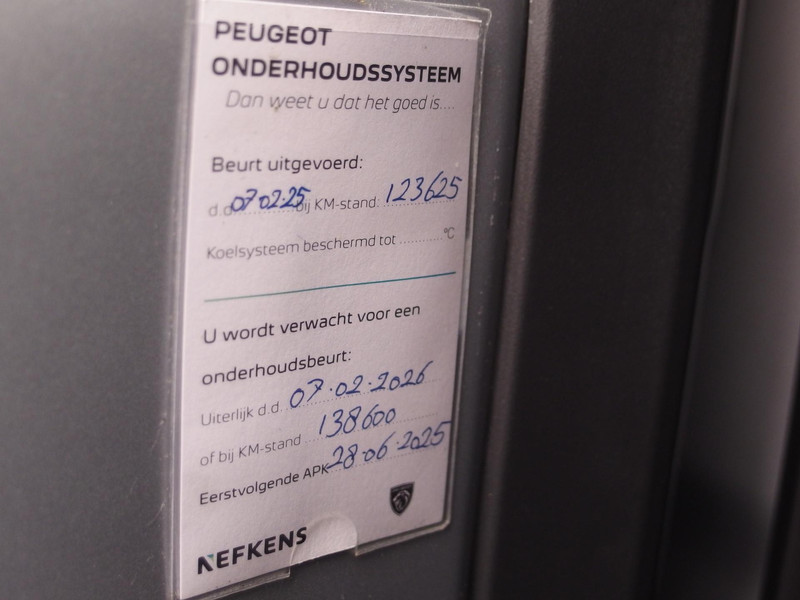 PEUGEOT
ONDERHOUDSSYSTEEM
Dan weet u dat het goed is....
Beurt uitgevoerd:
d.d. 07 02.25 bij KM-stand: 123625
Koelsysteem beschermd tot .......... °C
U wordt verwacht voor een
onderhoudsbeurt:
Uiterlijk d.d. 07.02.2026
of bij KM-stand 138600
Eerstvolgende APK 28.06.2025
NEFKENS